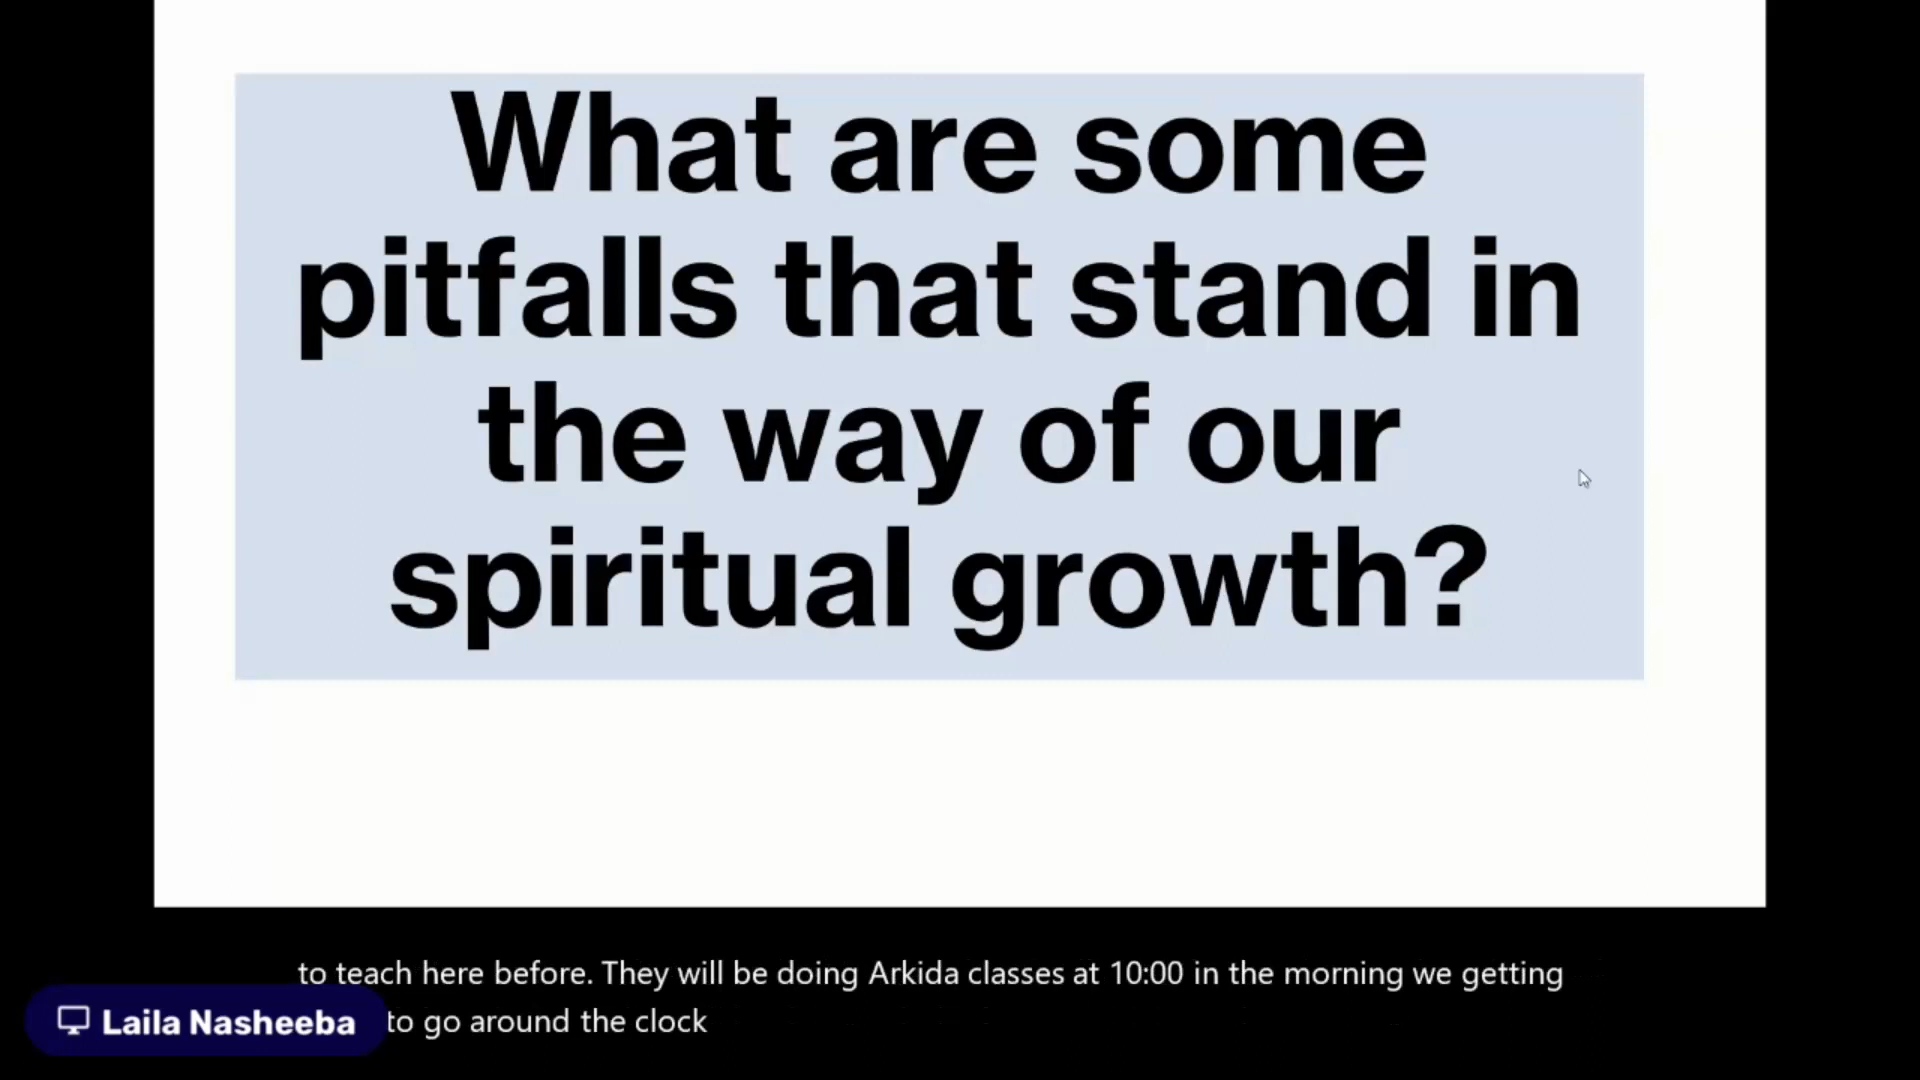 What are some
pitfalls that stand in
the way of our
spiritual growth?
to teach here before. They will be doing Arkida classes at 10:00 in the morning we getting
to go around the clock
Laila Nasheeba